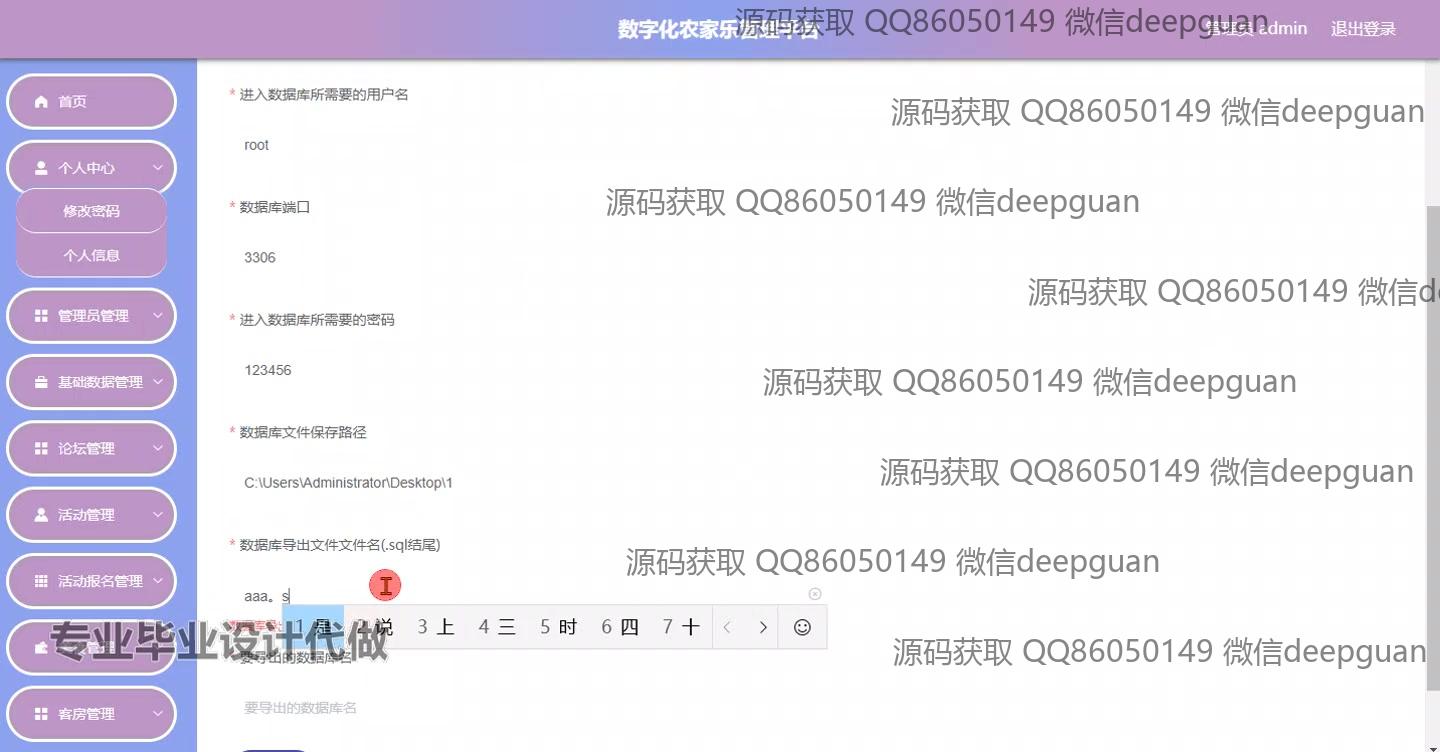 数字化农家乐管理平台
源码获取 QQ86050149 微信deepguan
管理员 admin
退出登录
首页
个人中心
修改密码
个人信息
管理员管理
基础数据管理
论坛管理
活动管理
活动报名管理
客房管理
* 进入数据库所需要的用户名
root
源码获取 QQ86050149 微信deepguan
源码获取 QQ86050149 微信deepguan
* 数据库端口
3306
源码获取 QQ86050149 微信d
* 进入数据库所需要的密码
123456
源码获取 QQ86050149 微信deepguan
* 数据库文件保存路径
C:\Users\Administrator\Desktop\1
源码获取 QQ86050149 微信deepguan
* 数据库导出文件文件名(.sql结尾)
源码获取 QQ86050149 微信deepguan
aaa。s
1 是 2 说 3 上 4 三 5 时 6 四 7 十
专业毕业设计代做
源码获取 QQ86050149 微信deepguan
要导出的数据库名
要导出的数据库名